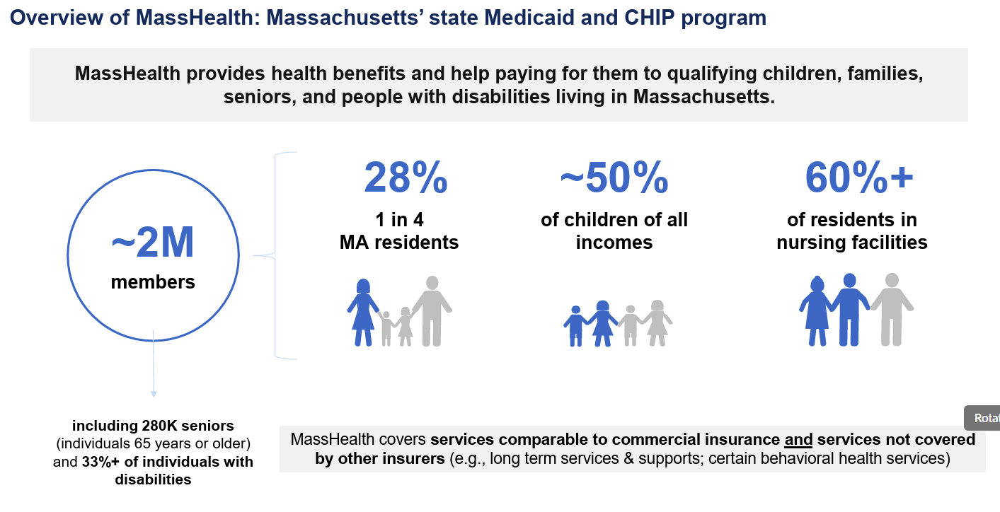 Overview of MassHealth: Massachusetts’ state Medicaid and CHIP program
MassHealth provides health benefits and help paying for them to qualifying children, families,
seniors, and people with disabilities living in Massachusetts.
~2M
members
28%
1 in 4
MA residents
~50%
of children of all
incomes
60%+
of residents in
nursing facilities
including 280K seniors
(individuals 65 years or older)
and 33%+ of individuals with
disabilities
Rotat
MassHealth covers services comparable to commercial insurance and services not covered
by other insurers (e.g., long term services & supports; certain behavioral health services)